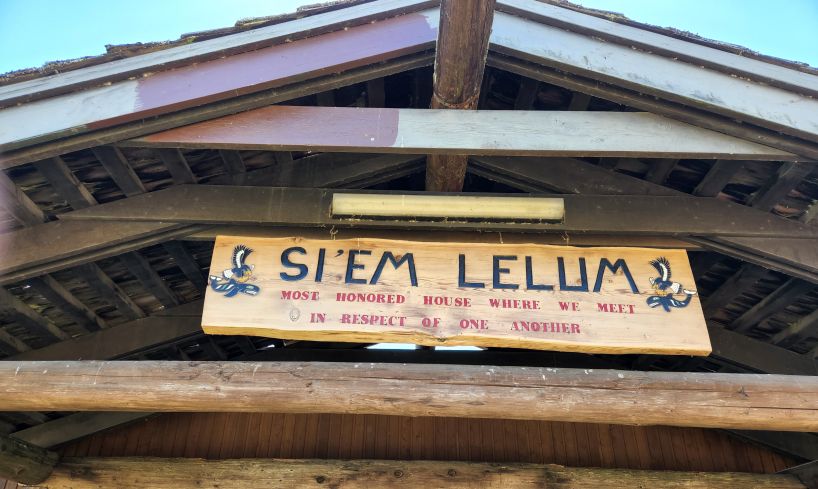 SI'EM LELUM
MOST HONORED HOUSE WHERE WE MEET
IN RESPECT OF ONE ANOTHER